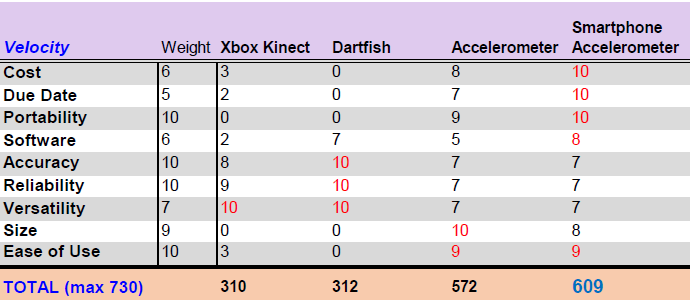 Smartphone
Velocity Weight Xbox Kinect Dartfish Accelerometer Accelerometer
Cost 6 3 0 8 10
Due Date 5 2 0 7 10
Portability 10 0 0 9 10
Software 6 2 7 5 8
Accuracy 10 8 10 7 7
Reliability 10 9 10 7 7
Versatility 7 10 10 7 7
Size 9 0 0 10 8
Ease of Use 10 3 0 9 9
TOTAL (max 730) 310 312 572 609